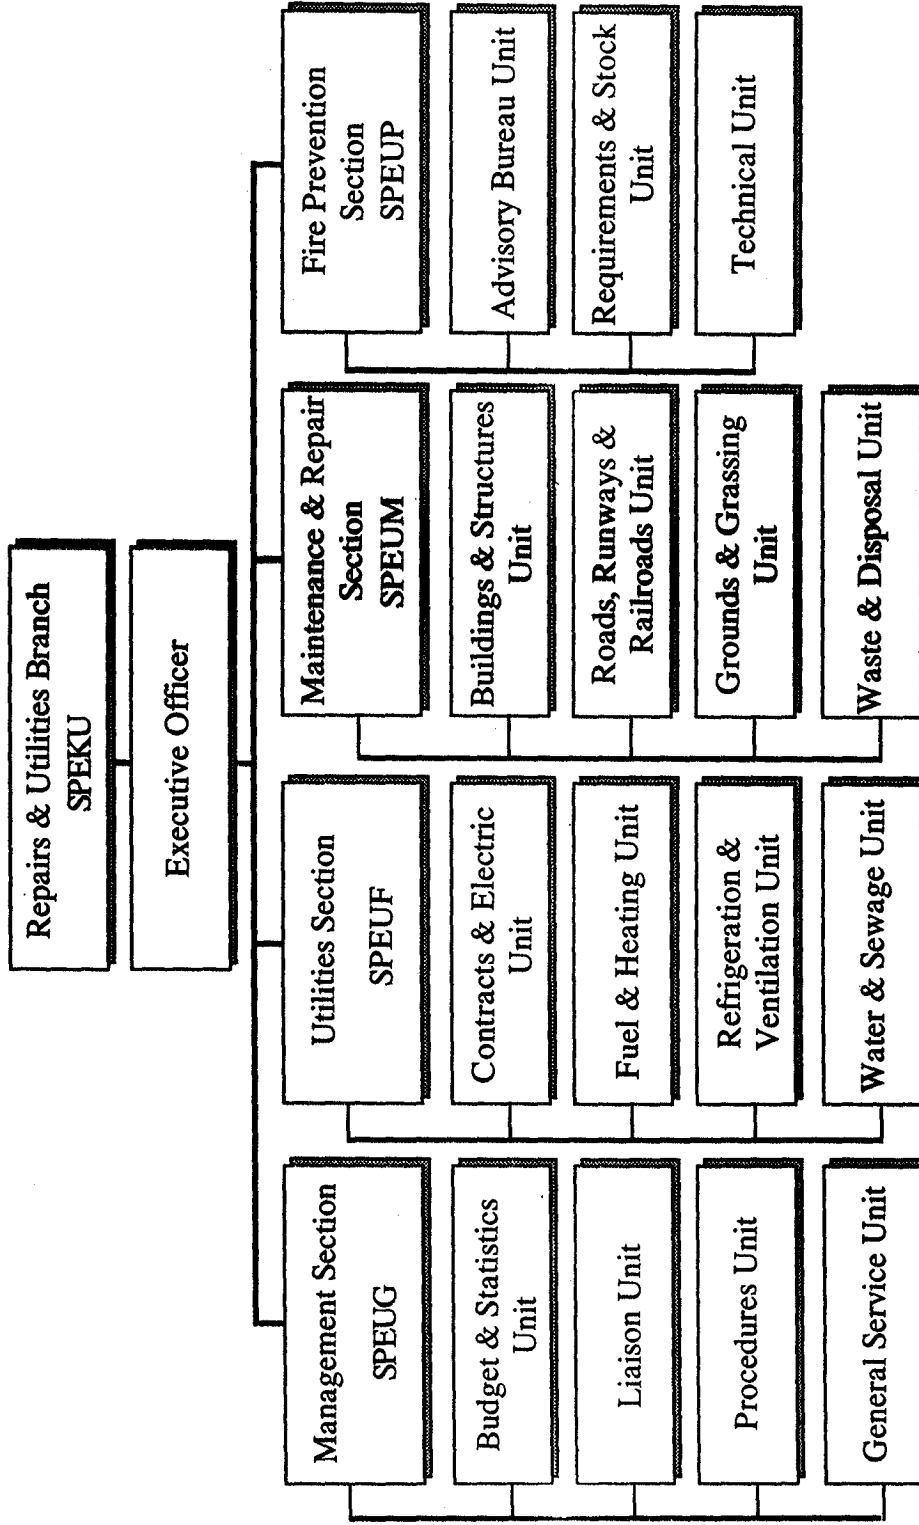 Repairs & Utilities Branch
SPEKU
Executive Officer
Management Section
SPEUG
Budget & Statistics
Unit
Liaison Unit
Procedures Unit
General Service Unit
Utilities Section
SPEUF
Contracts & Electric
Unit
Fuel & Heating Unit
Refrigeration &
Ventilation Unit
Water & Sewage Unit
Maintenance & Repair
Section
SPEUM
Buildings & Structures
Unit
Roads, Runways &
Railroads Unit
Grounds & Grassing
Unit
Waste & Disposal Unit
Fire Prevention
Section
SPEUP
Advisory Bureau Unit
Requirements & Stock
Unit
Technical Unit